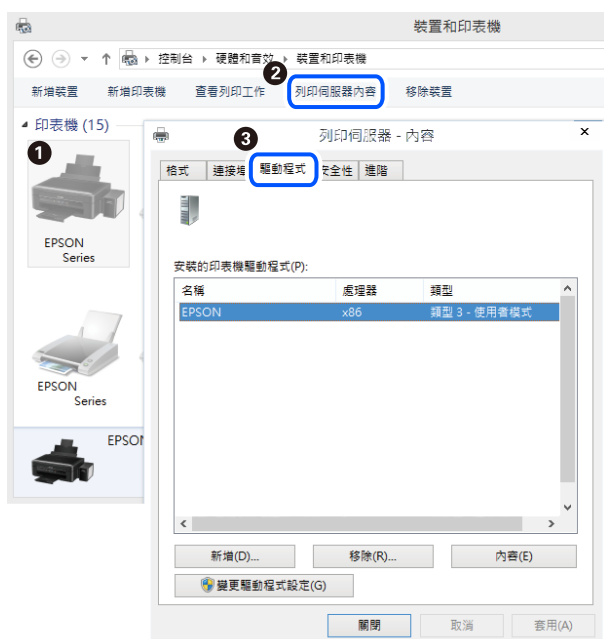 裝置和印表機
控制台 硬體和音效 裝置和印表機
2
新增裝置 新增印表機 查看列印工作 列印伺服器內容 移除裝置
印表機 (15)
1
EPSON
Series
EPSON
Series
EPSON
3
列印伺服器 - 內容
格式 連接埠 驅動程式 安全性 進階
安裝的印表機驅動程式(P):
名稱 處理器 類型
EPSON x86 類型 3 - 使用者模式
新增(D)... 移除(R)... 內容(E)
變更驅動程式設定(G)
關閉 取消 套用(A)